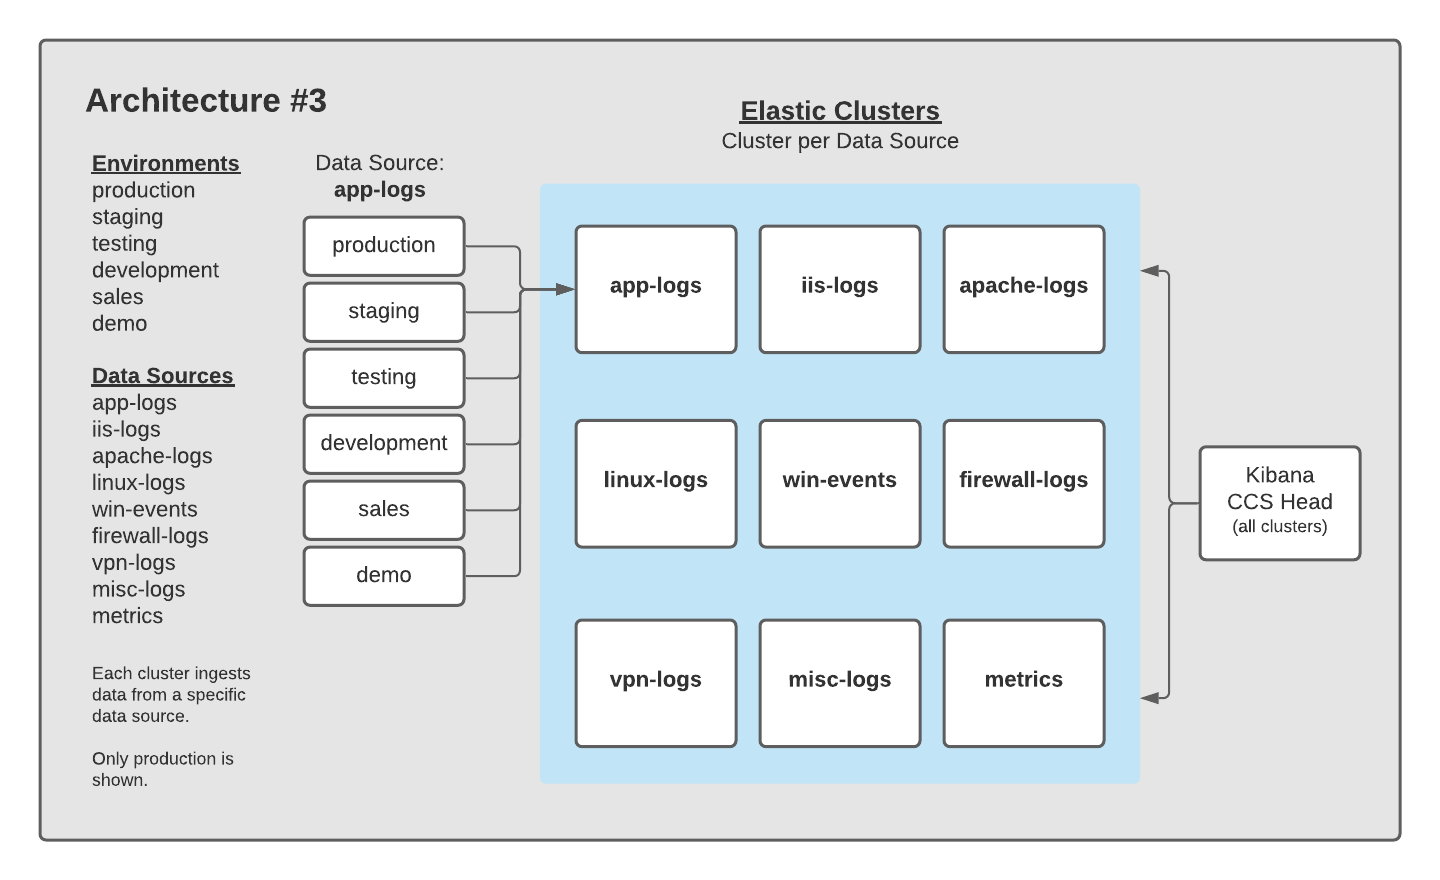 Architecture #3
Environments
production
staging
testing
development
sales
demo
Data Sources
app-logs
iis-logs
apache-logs
linux-logs
win-events
firewall-logs
vpn-logs
misc-logs
metrics
Each cluster ingests
data from a specific
data source.
Only production is
shown.
Data Source:
app-logs
production
staging
testing
development
sales
demo
Elastic Clusters
Cluster per Data Source
app-logs
iis-logs
apache-logs
linux-logs
win-events
firewall-logs
vpn-logs
misc-logs
metrics
Kibana
CCS Head
(all clusters)